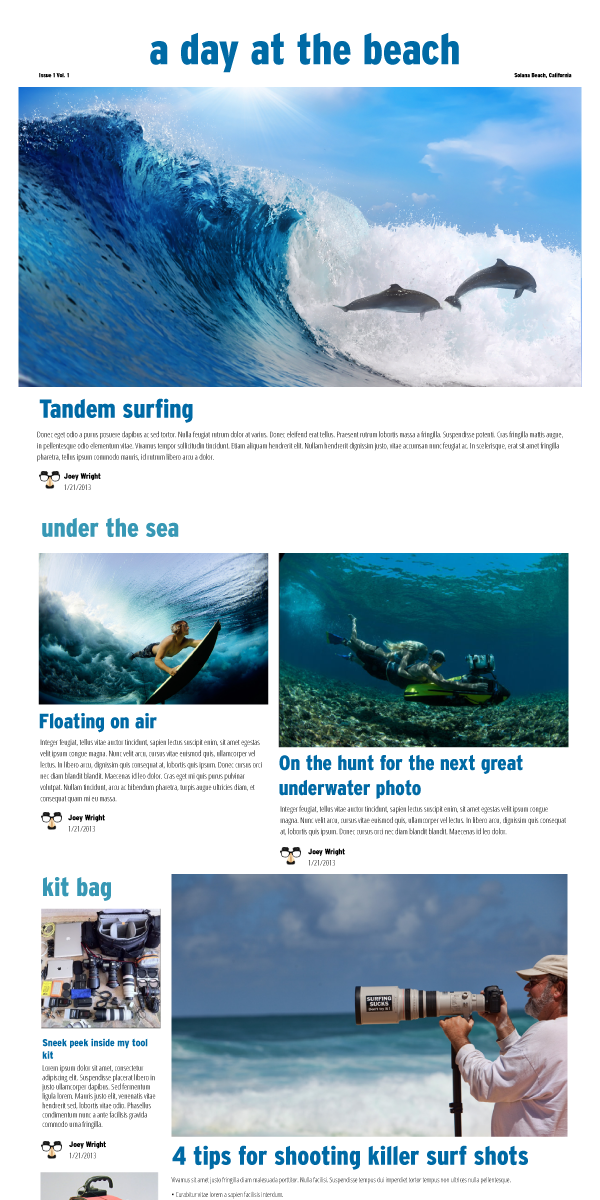 a day at the beach
Issue 1 Vol. 1
Solana Beach, California
Tandem surfing
Donec eget odio a purus posuere dapibus ac sed tortor. Nulla feugiat rutrum dolor at varius. Donec eleifend erat tellus. Praesent rutrum lobortis massa a fringilla. Suspendisse potenti. Cras fringilla mattis augue,
in pellentesque odio elementum vitae. Vivamus tempor sollicitudin tincidunt. Etiam aliquam hendrerit elit. Nullam hendrerit dignissim justo, vitae accumsan nunc feugiat ac. In scelerisque, erat sit amet fringilla
pharetra, tellus ipsum commodo mauris, id rutrum libero arcu a dolor.
Joey Wright
1/21/2013
under the sea
Floating on air
Integer feugiat, tellus vitae auctor tincidunt, sapien lectus suscipit enim, sit amet egestas
velit ipsum congue magna. Nunc velit arcu, cursus vitae euismod quis, ullamcorper vel
lectus. In libero arcu, dignissim quis consequat at, lobortis quis ipsum. Donec cursus orci
nec diam blandit blandit. Maecenas id leo dolor. Cras eget mi quis purus pulvinar
volutpat. Nullam tincidunt, arcu ac bibendum pharetra, turpis augue ultricies diam, et
consequat quam mi eu massa.
Joey Wright
1/21/2013
On the hunt for the next great
underwater photo
Integer feugiat, tellus vitae auctor tincidunt, sapien lectus suscipit enim, sit amet egestas velit ipsum congue
magna. Nunc velit arcu, cursus vitae euismod quis, ullamcorper vel lectus. In libero arcu, dignissim quis consequat
at, lobortis quis ipsum. Donec cursus orci nec diam blandit blandit. Maecenas id leo dolor.
Joey Wright
1/21/2013
kit bag
Sneek peek inside my tool
kit
Lorem ipsum dolor sit amet, consectetur
adipiscing elit. Suspendisse placerat libero in
justo ullamcorper dapibus. Sed fermentum
ligula lorem. Mauris justo elit, venenatis vitae
hendrerit sed, lobortis vitae odio. Phasellus
condimentum nunc a ante facilisis gravida
commodo urna fringilla.
Joey Wright
1/21/2013
SURFING
SUCKS
Don't try it!
4 tips for shooting killer surf shots
Vivamus sit amet justo fringilla diam malesuada porttitor. Nulla facilisi. Suspendisse tempus dui imperdiet tortor tempus non ultrices nulla pellentesque.
• Curabitur vitae lorem a sapien facilisis interdum.